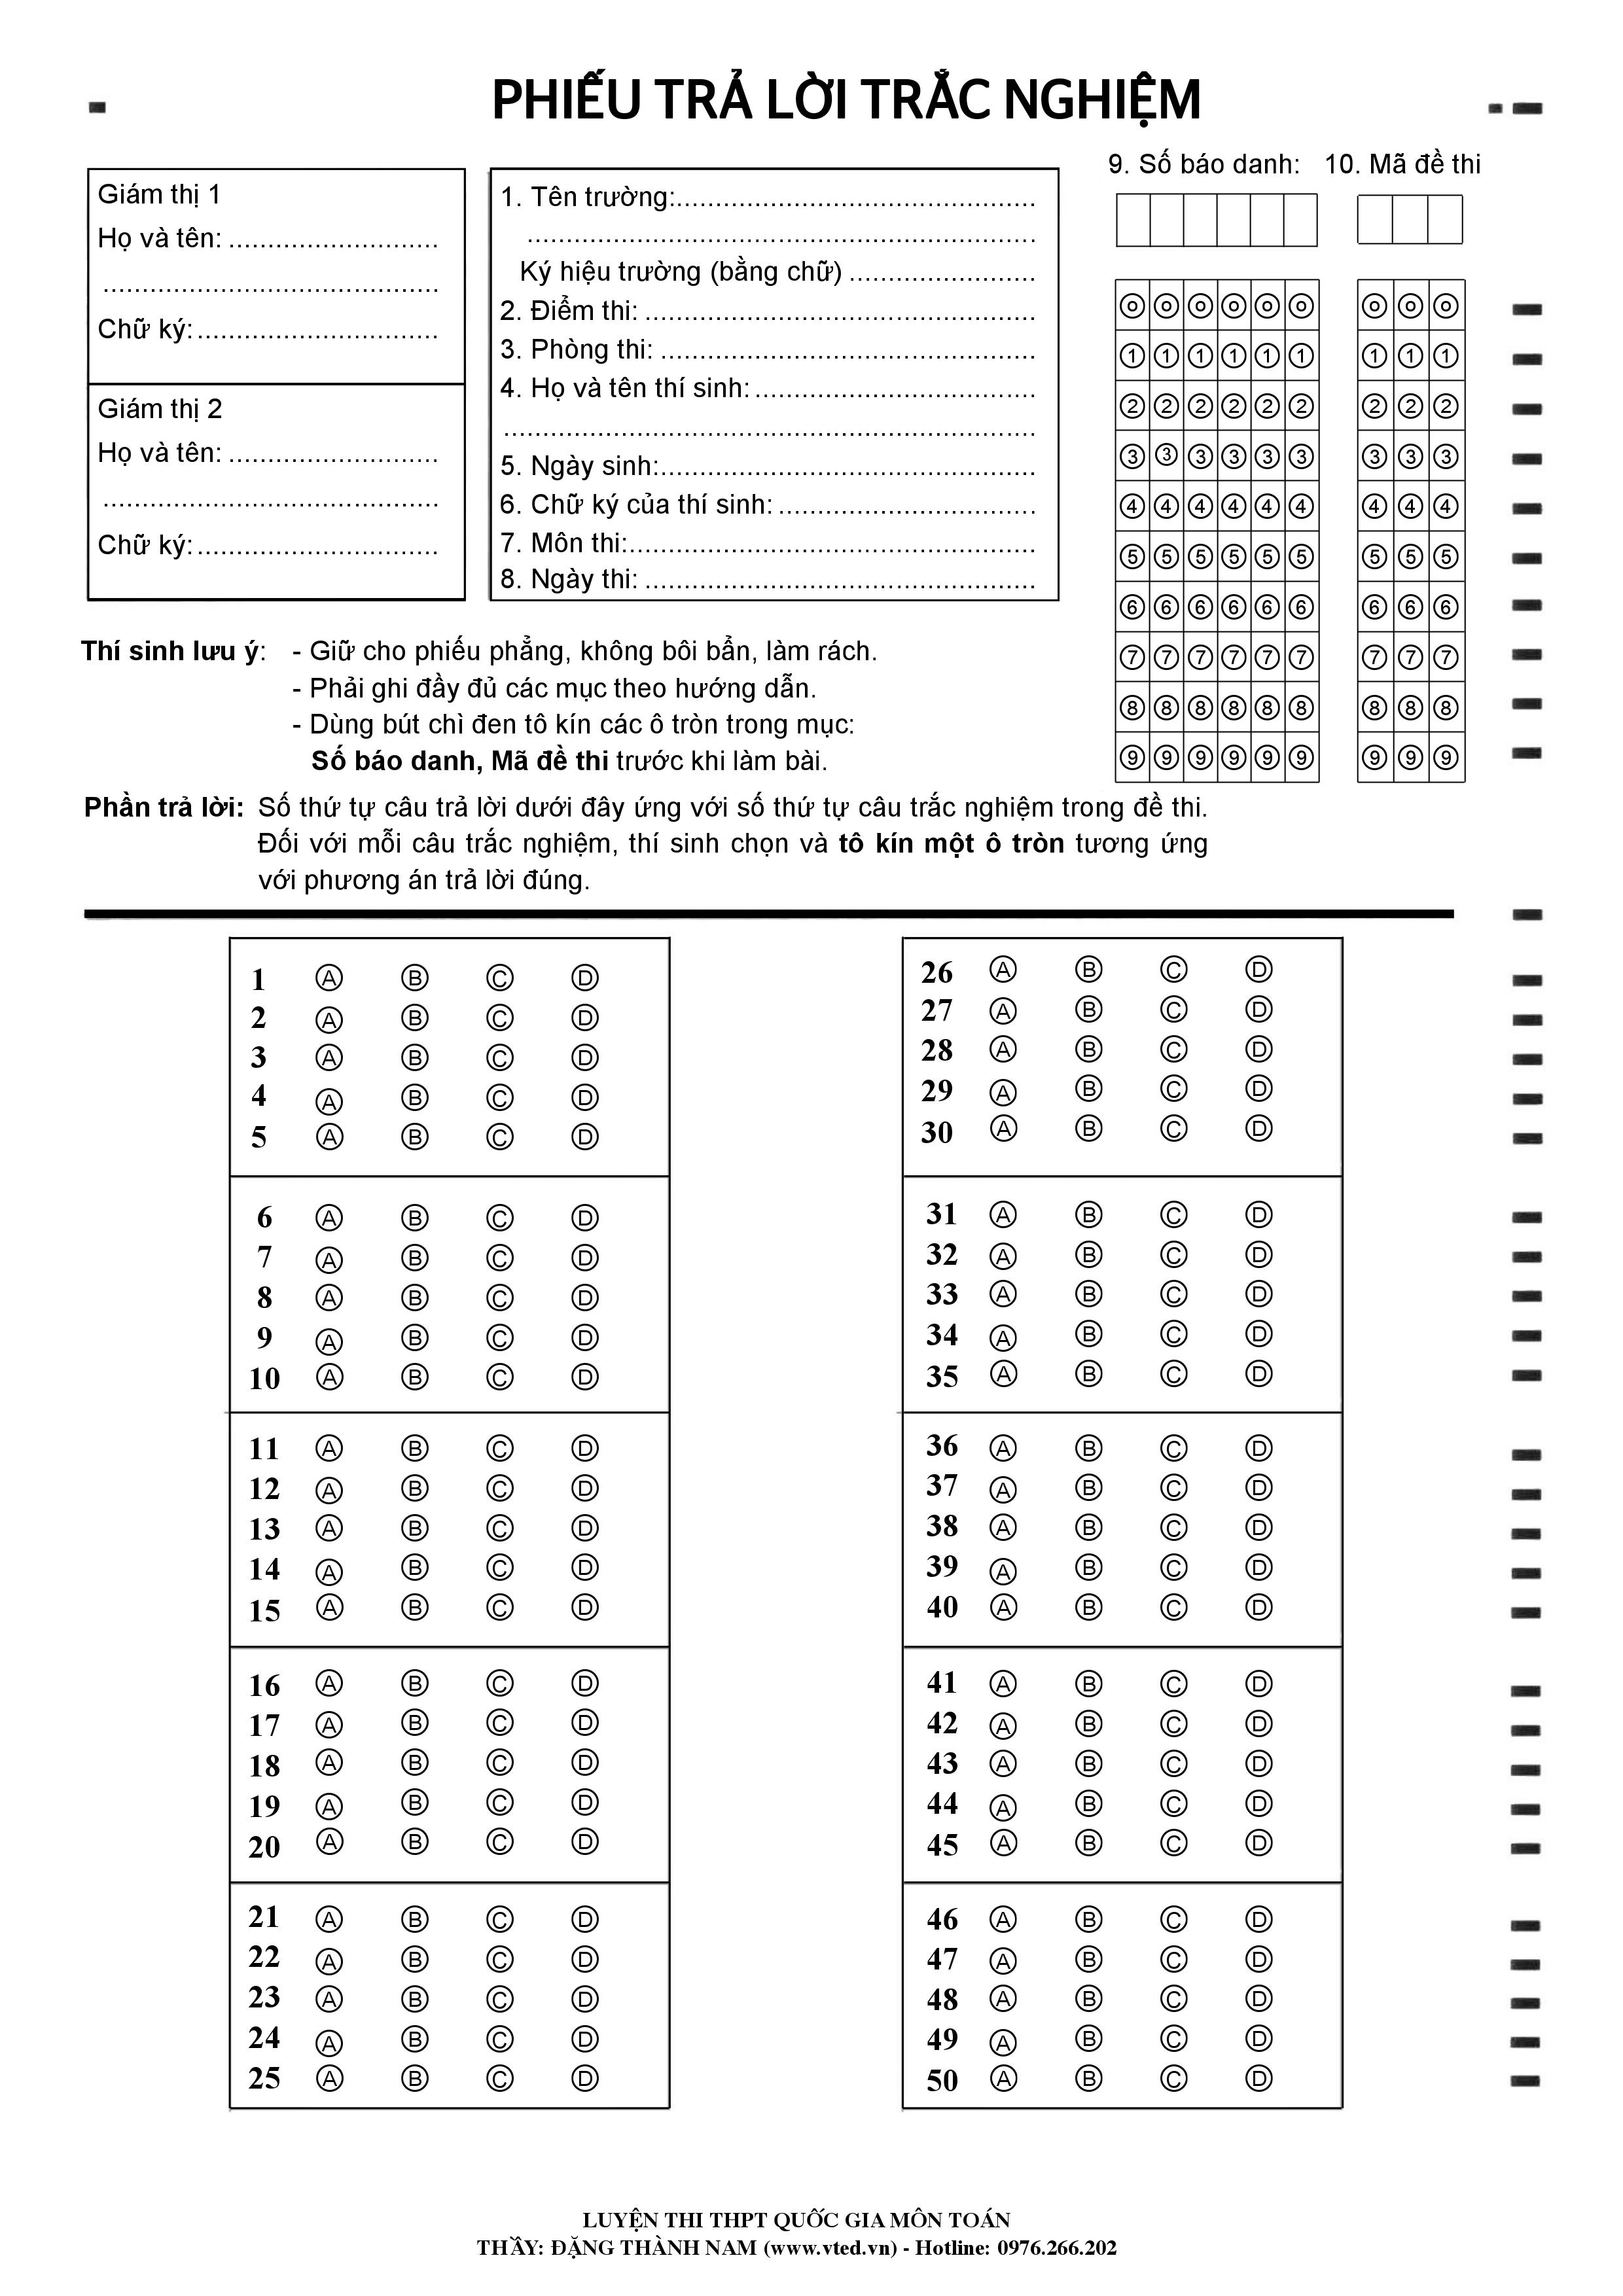 PHIẾU TRẢ LỜI TRẮC NGHIỆM
Giám thị 1
Họ và tên: ...........................
...........................................
Chữ ký: ...............................
Giám thị 2
Họ và tên: ...........................
...........................................
Chữ ký: ...............................
1. Tên trường:..............................................
.................................................................
Ký hiệu trường (bằng chữ) ........................
2. Điểm thi: ..................................................
3. Phòng thi: ................................................
4. Họ và tên thí sinh: ....................................
....................................................................
5. Ngày sinh:................................................
6. Chữ ký của thí sinh: .................................
7. Môn thi:....................................................
8. Ngày thi: ..................................................
9. Số báo danh: 10. Mã đề thi
0 0 0 0 0 0 0 0 0
1 1 1 1 1 1 1 1 1
2 2 2 2 2 2 2 2 2
3 3 3 3 3 3 3 3 3
4 4 4 4 4 4 4 4 4
5 5 5 5 5 5 5 5 5
6 6 6 6 6 6 6 6 6
7 7 7 7 7 7 7 7 7
8 8 8 8 8 8 8 8 8
9 9 9 9 9 9 9 9 9
Thí sinh lưu ý: - Giữ cho phiếu phẳng, không bôi bẩn, làm rách.
- Phải ghi đầy đủ các mục theo hướng dẫn.
- Dùng bút chì đen tô kín các ô tròn trong mục:
Số báo danh, Mã đề thi trước khi làm bài.
Phần trả lời: Số thứ tự câu trả lời dưới đây ứng với số thứ tự câu trắc nghiệm trong đề thi.
Đối với mỗi câu trắc nghiệm, thí sinh chọn và tô kín một ô tròn tương ứng
với phương án trả lời đúng.
1 A B C D
2 A B C D
3 A B C D
4 A B C D
5 A B C D
6 A B C D
7 A B C D
8 A B C D
9 A B C D
10 A B C D
11 A B C D
12 A B C D
13 A B C D
14 A B C D
15 A B C D
16 A B C D
17 A B C D
18 A B C D
19 A B C D
20 A B C D
21 A B C D
22 A B C D
23 A B C D
24 A B C D
25 A B C D
26 A B C D
27 A B C D
28 A B C D
29 A B C D
30 A B C D
31 A B C D
32 A B C D
33 A B C D
34 A B C D
35 A B C D
36 A B C D
37 A B C D
38 A B C D
39 A B C D
40 A B C D
41 A B C D
42 A B C D
43 A B C D
44 A B C D
45 A B C D
46 A B C D
47 A B C D
48 A B C D
49 A B C D
50 A B C D
LUYỆN THI THPT QUỐC GIA MÔN TOÁN
THẦY: ĐẶNG THÀNH NAM (www.vted.vn) - Hotline: 0976.266.202